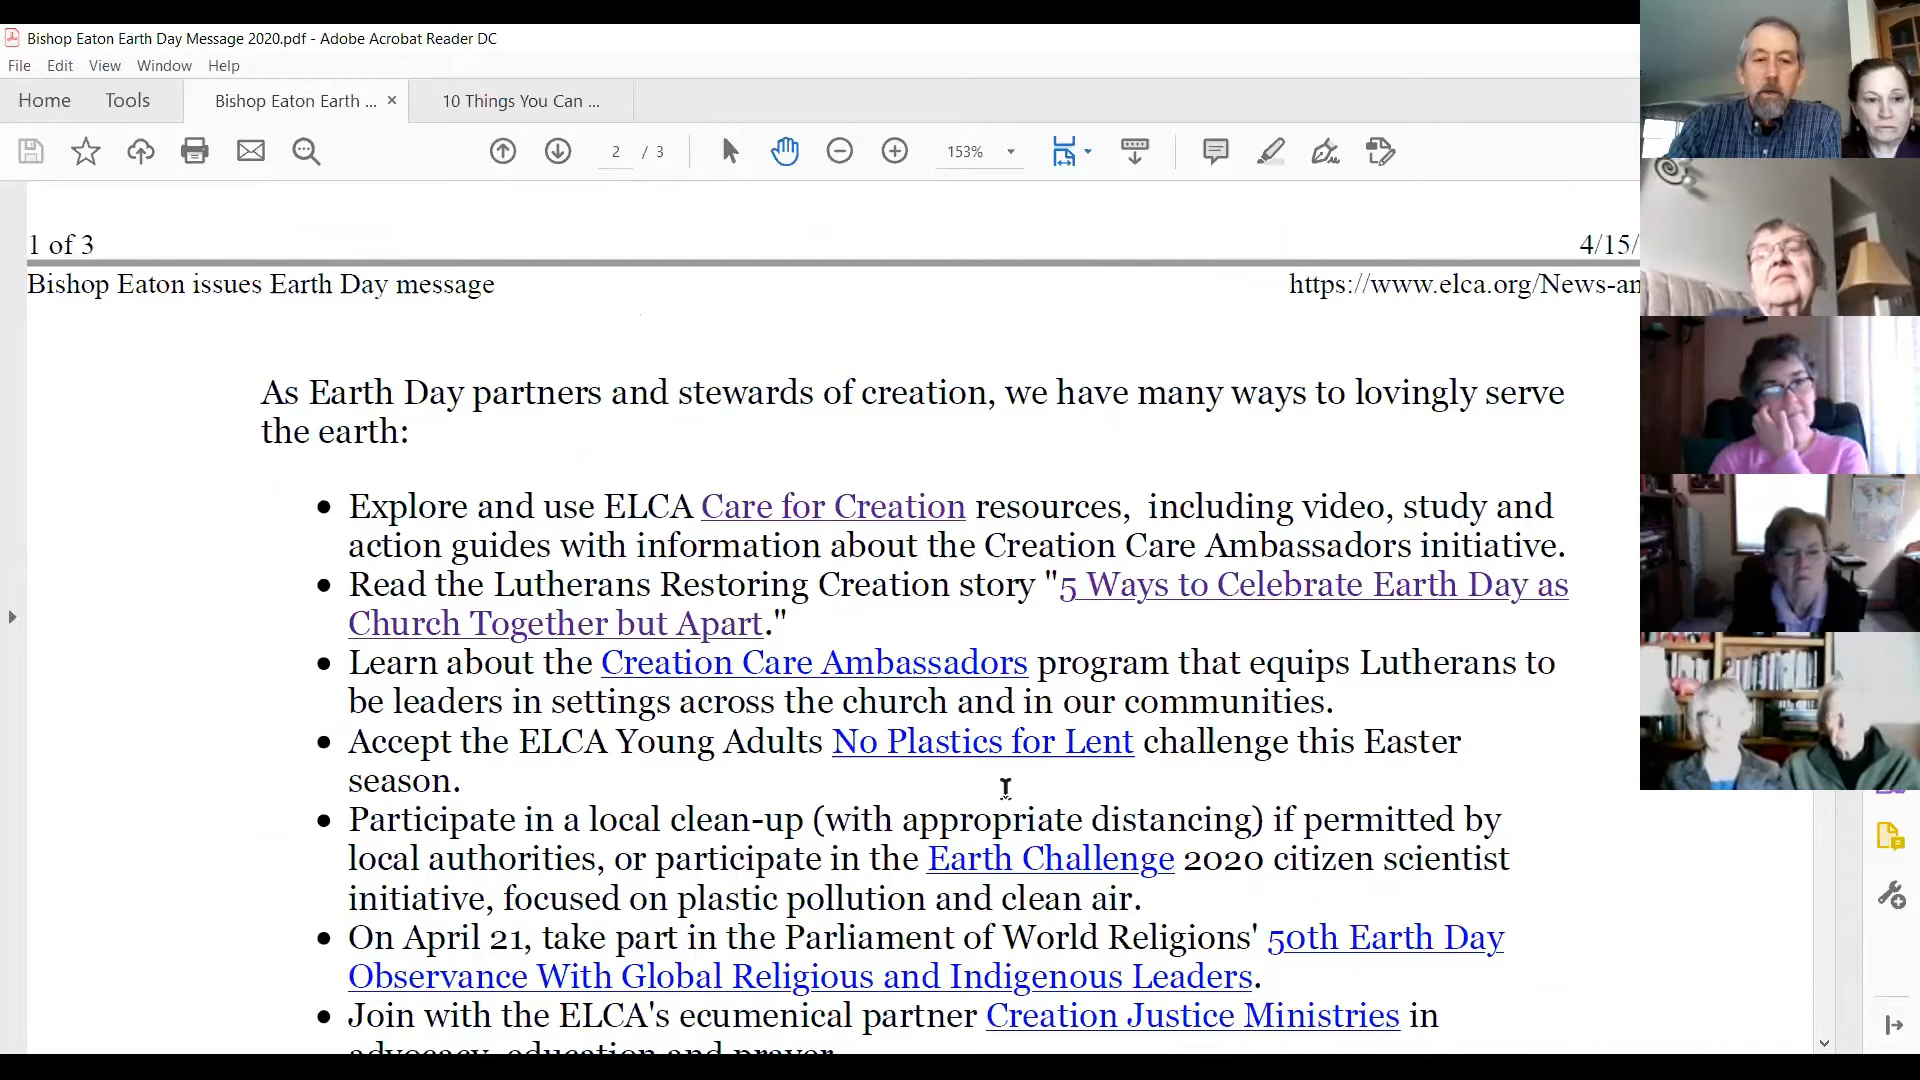 Bishop Eaton Earth Day Message 2020.pdf - Adobe Acrobat Reader DC
File Edit View Window Help
Home Tools Bishop Eaton Earth ... × 10 Things You Can ...
2 / 3 153%
1 of 3 4/15/
Bishop Eaton issues Earth Day message https://www.elca.org/News-an
As Earth Day partners and stewards of creation, we have many ways to lovingly serve
the earth:
• Explore and use ELCA Care for Creation resources, including video, study and
action guides with information about the Creation Care Ambassadors initiative.
• Read the Lutherans Restoring Creation story "5 Ways to Celebrate Earth Day as
Church Together but Apart."
• Learn about the Creation Care Ambassadors program that equips Lutherans to
be leaders in settings across the church and in our communities.
• Accept the ELCA Young Adults No Plastics for Lent challenge this Easter
season.
• Participate in a local clean-up (with appropriate distancing) if permitted by
local authorities, or participate in the Earth Challenge 2020 citizen scientist
initiative, focused on plastic pollution and clean air.
• On April 21, take part in the Parliament of World Religions' 50th Earth Day
Observance With Global Religious and Indigenous Leaders.
• Join with the ELCA's ecumenical partner Creation Justice Ministries in
advocacy, education and prayer